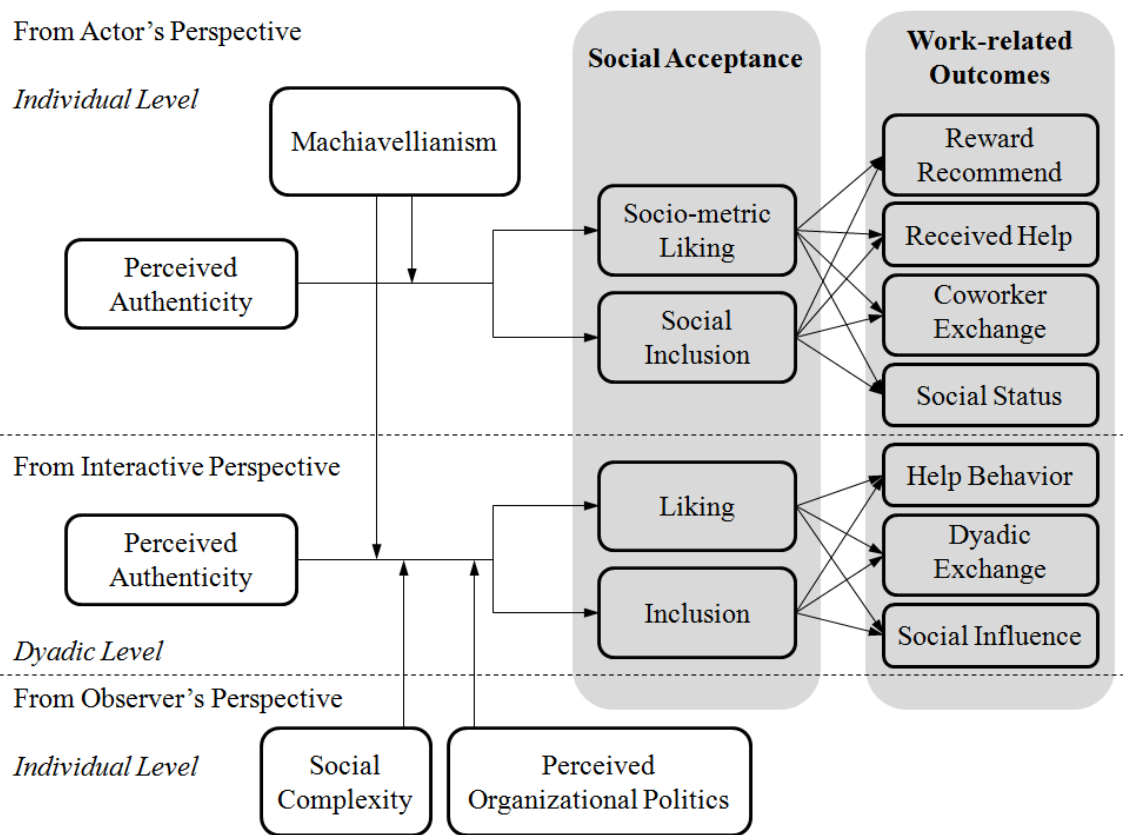 From Actor's Perspective
Individual Level
Machiavellianism
Perceived
Authenticity
Social Acceptance
Socio-metric
Liking
Social
Inclusion
Work-related
Outcomes
Reward
Recommend
Received Help
Coworker
Exchange
Social Status
From Interactive Perspective
Perceived
Authenticity
Dyadic Level
Liking
Inclusion
Help Behavior
Dyadic
Exchange
Social Influence
From Observer's Perspective
Individual Level
Social
Complexity
Perceived
Organizational Politics